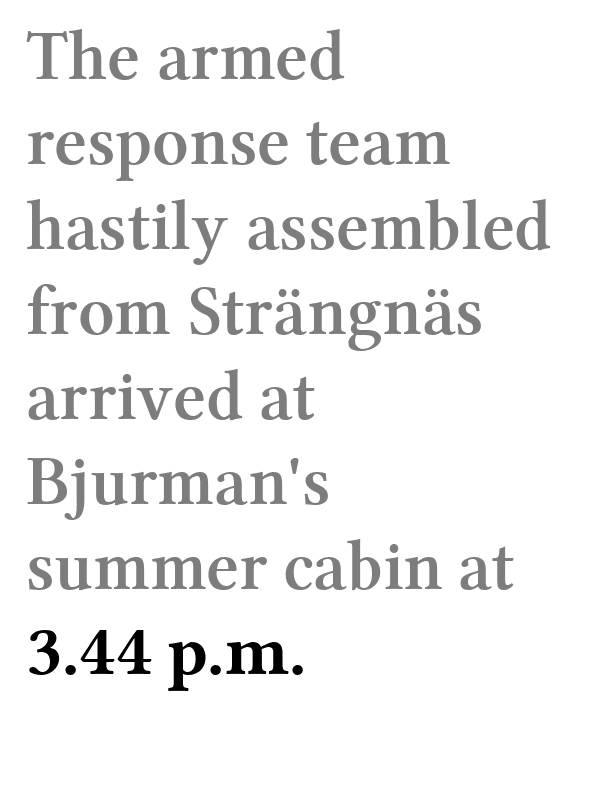 The armed
response team
hastily assembled
from Strängnäs
arrived at
Bjurman's
summer cabin at
3.44 p.m.